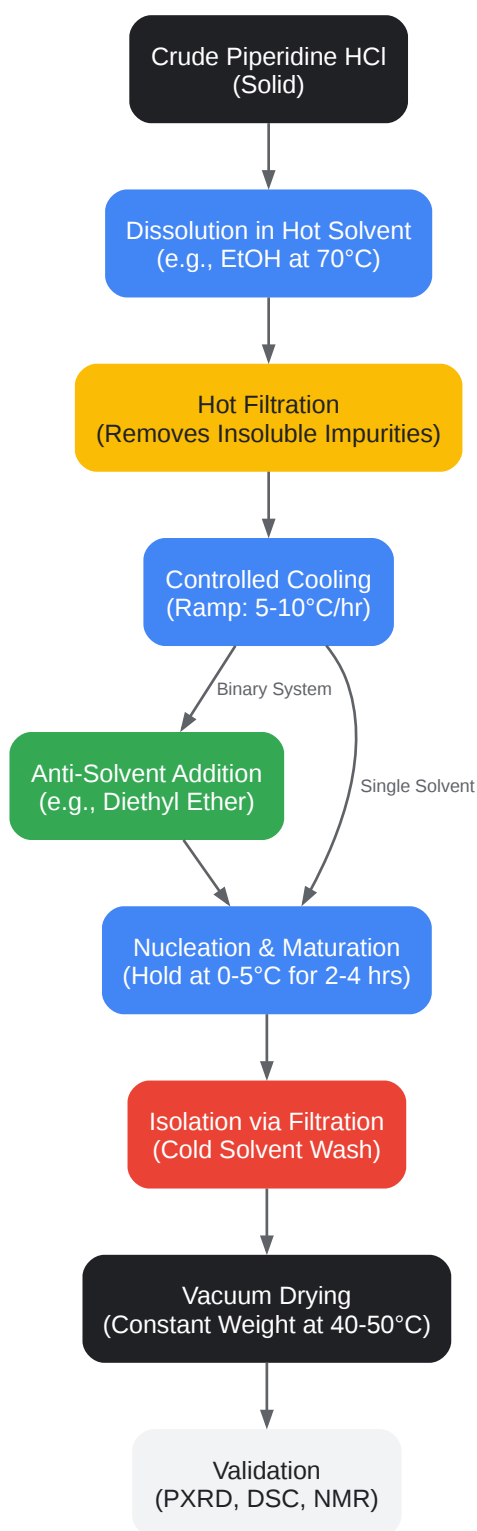 Crude Piperidine HCl
(Solid)
Dissolution in Hot Solvent
(e.g., EtOH at 70°C)
Hot Filtration
(Removes Insoluble Impurities)
Controlled Cooling
(Ramp: 5-10°C/hr)
Binary System
Anti-Solvent Addition
(e.g., Diethyl Ether)
Single Solvent
Nucleation & Maturation
(Hold at 0-5°C for 2-4 hrs)
Isolation via Filtration
(Cold Solvent Wash)
Vacuum Drying
(Constant Weight at 40-50°C)
Validation
(PXRD, DSC, NMR)